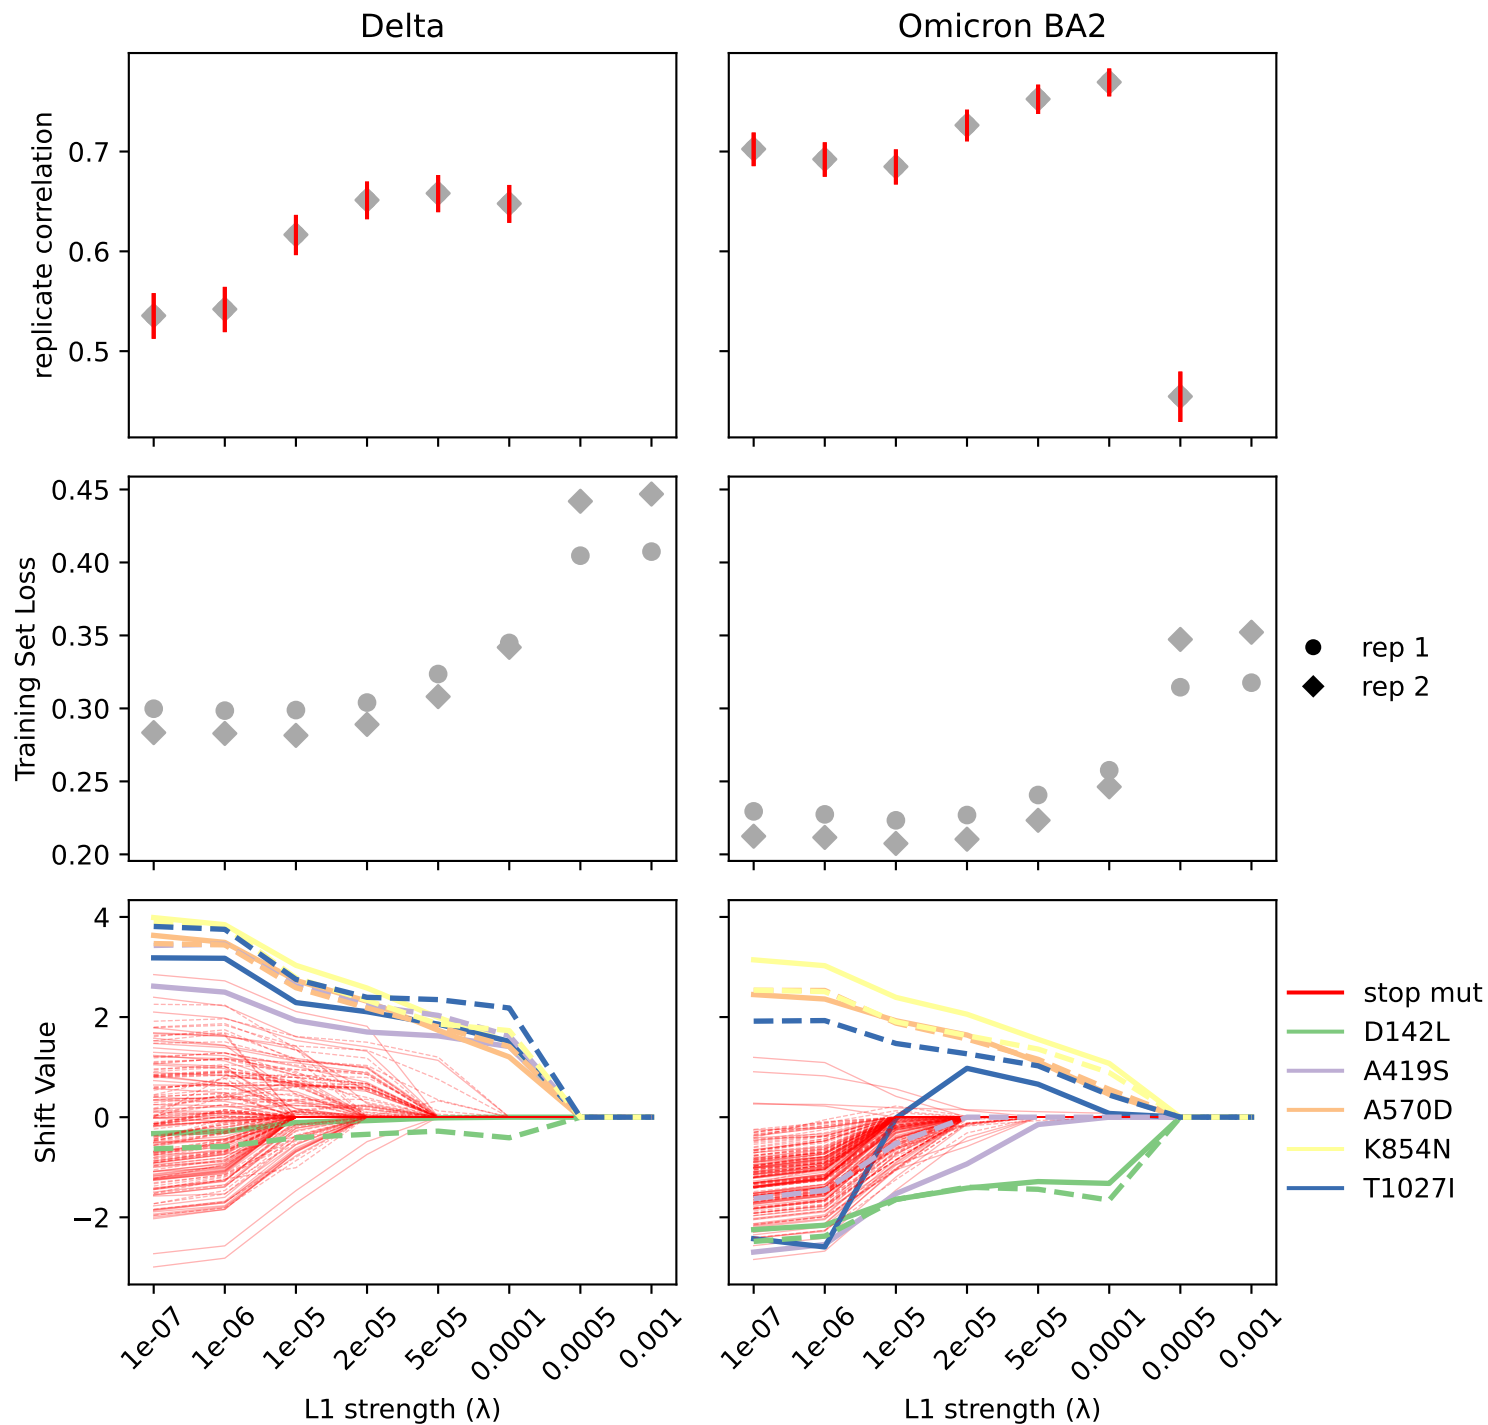 Delta
Omicron BA2
replicate correlation
0.7
0.6
0.5
Training Set Loss
0.45
0.40
0.35
0.30
0.25
0.20
rep 1
rep 2
Shift Value
4
2
0
−2
stop mut
D142L
A419S
A570D
K854N
T1027I
1e-07
1e-06
1e-05
2e-05
5e-05
0.0001
0.0005
0.001
1e-07
1e-06
1e-05
2e-05
5e-05
0.0001
0.0005
0.001
L1 strength (λ)
L1 strength (λ)